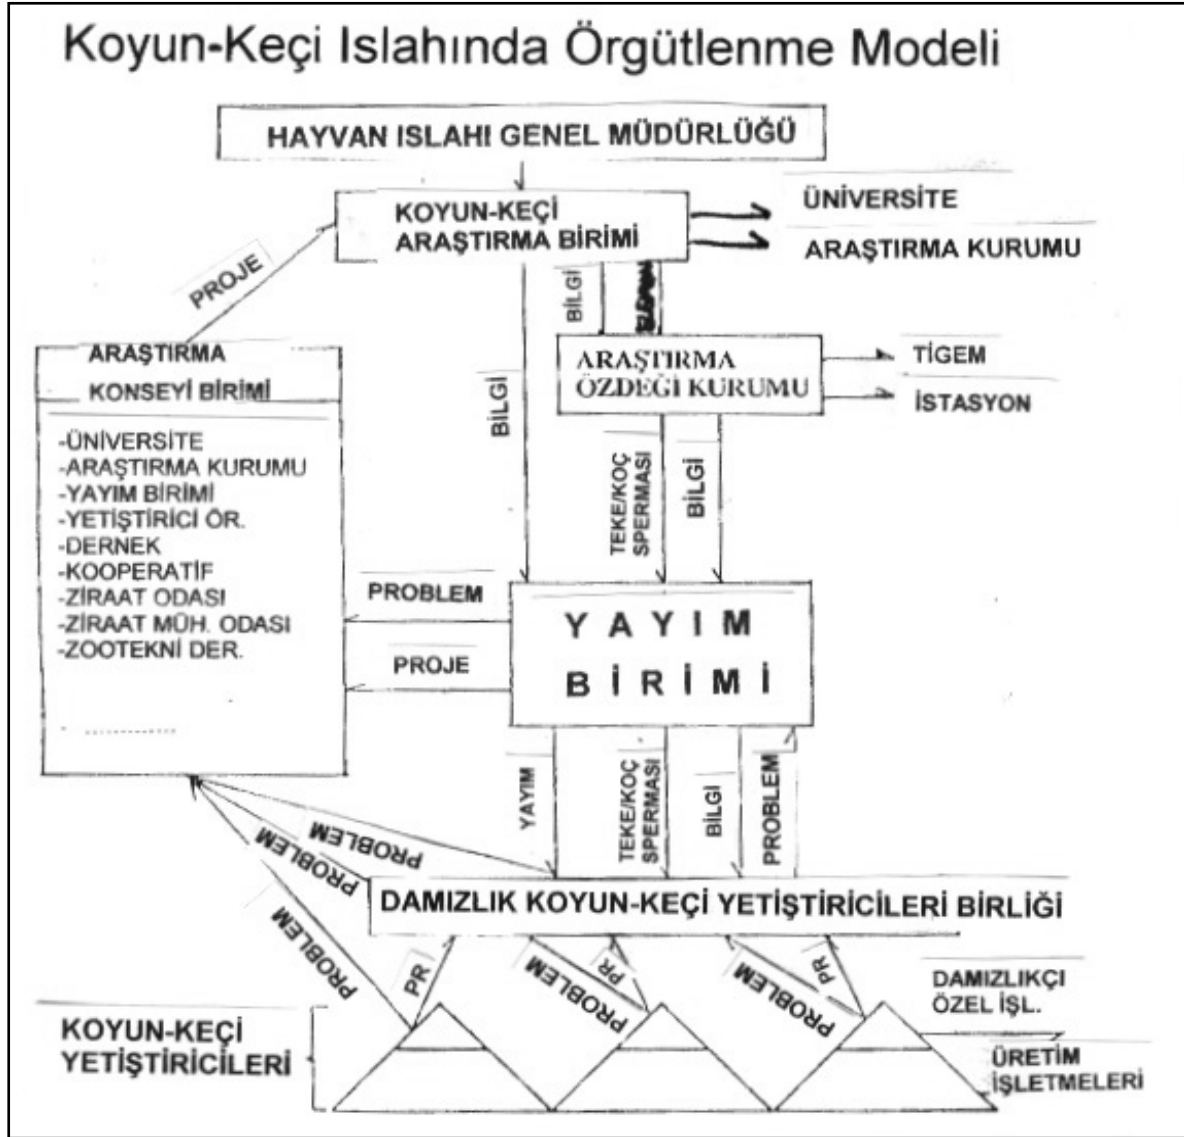 Koyun-Keçi Islahında Örgütlenme Modeli
HAYVAN ISLAHI GENEL MÜDÜRLÜĞÜ
KOYUN-KEÇİ
ARAŞTIRMA BİRİMİ
ÜNİVERSİTE
ARAŞTIRMA KURUMU
PROJE
BİLGİ
BİLGİ
ARAŞTIRMA
ÖZDEĞİ KURUMU
TİGEM
İSTASYON
ARAŞTIRMA
KONSEYİ BİRİMİ
-ÜNİVERSİTE
-ARAŞTIRMA KURUMU
-YAYIM BİRİMİ
-YETİŞTİRİCİ ÖR.
-DERNEK
-KOOPERATİF
-ZİRAAT ODASI
-ZİRAAT MÜH. ODASI
-ZOOTEKNİ DER.
TEKE/KOÇ
SPERMASI
BİLGİ
PROBLEM
PROJE
YAYIM
BİRİMİ
YAYIM
TEKE/KOÇ
SPERMASI
BİLGİ
PROBLEM
PROBLEM
PROBLEM
PROBLEM
DAMIZLIK KOYUN-KEÇİ YETİŞTİRİCİLERİ BİRLİĞİ
PR
PROBLEM
PR
PROBLEM
PR
DAMIZLIKÇI
ÖZEL İŞL.
KOYUN-KEÇİ
YETİŞTİRİCİLERİ
ÜRETİM
İŞLETMELERİ